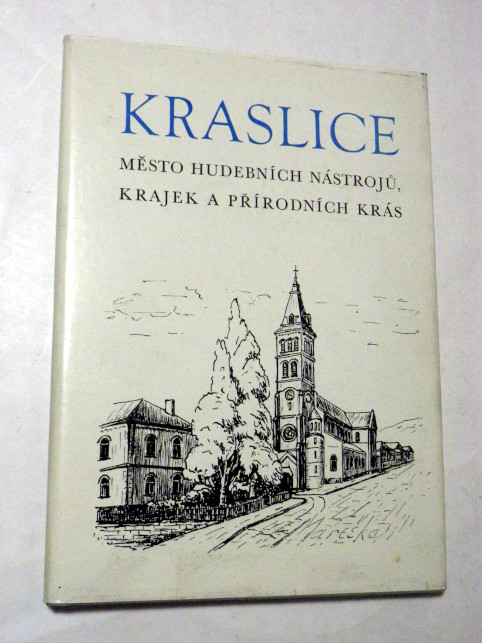 KRASLICE
MĚSTO HUDEBNÍCH NÁSTROJŮ,
KRAJEK A PŘÍRODNÍCH KRÁS